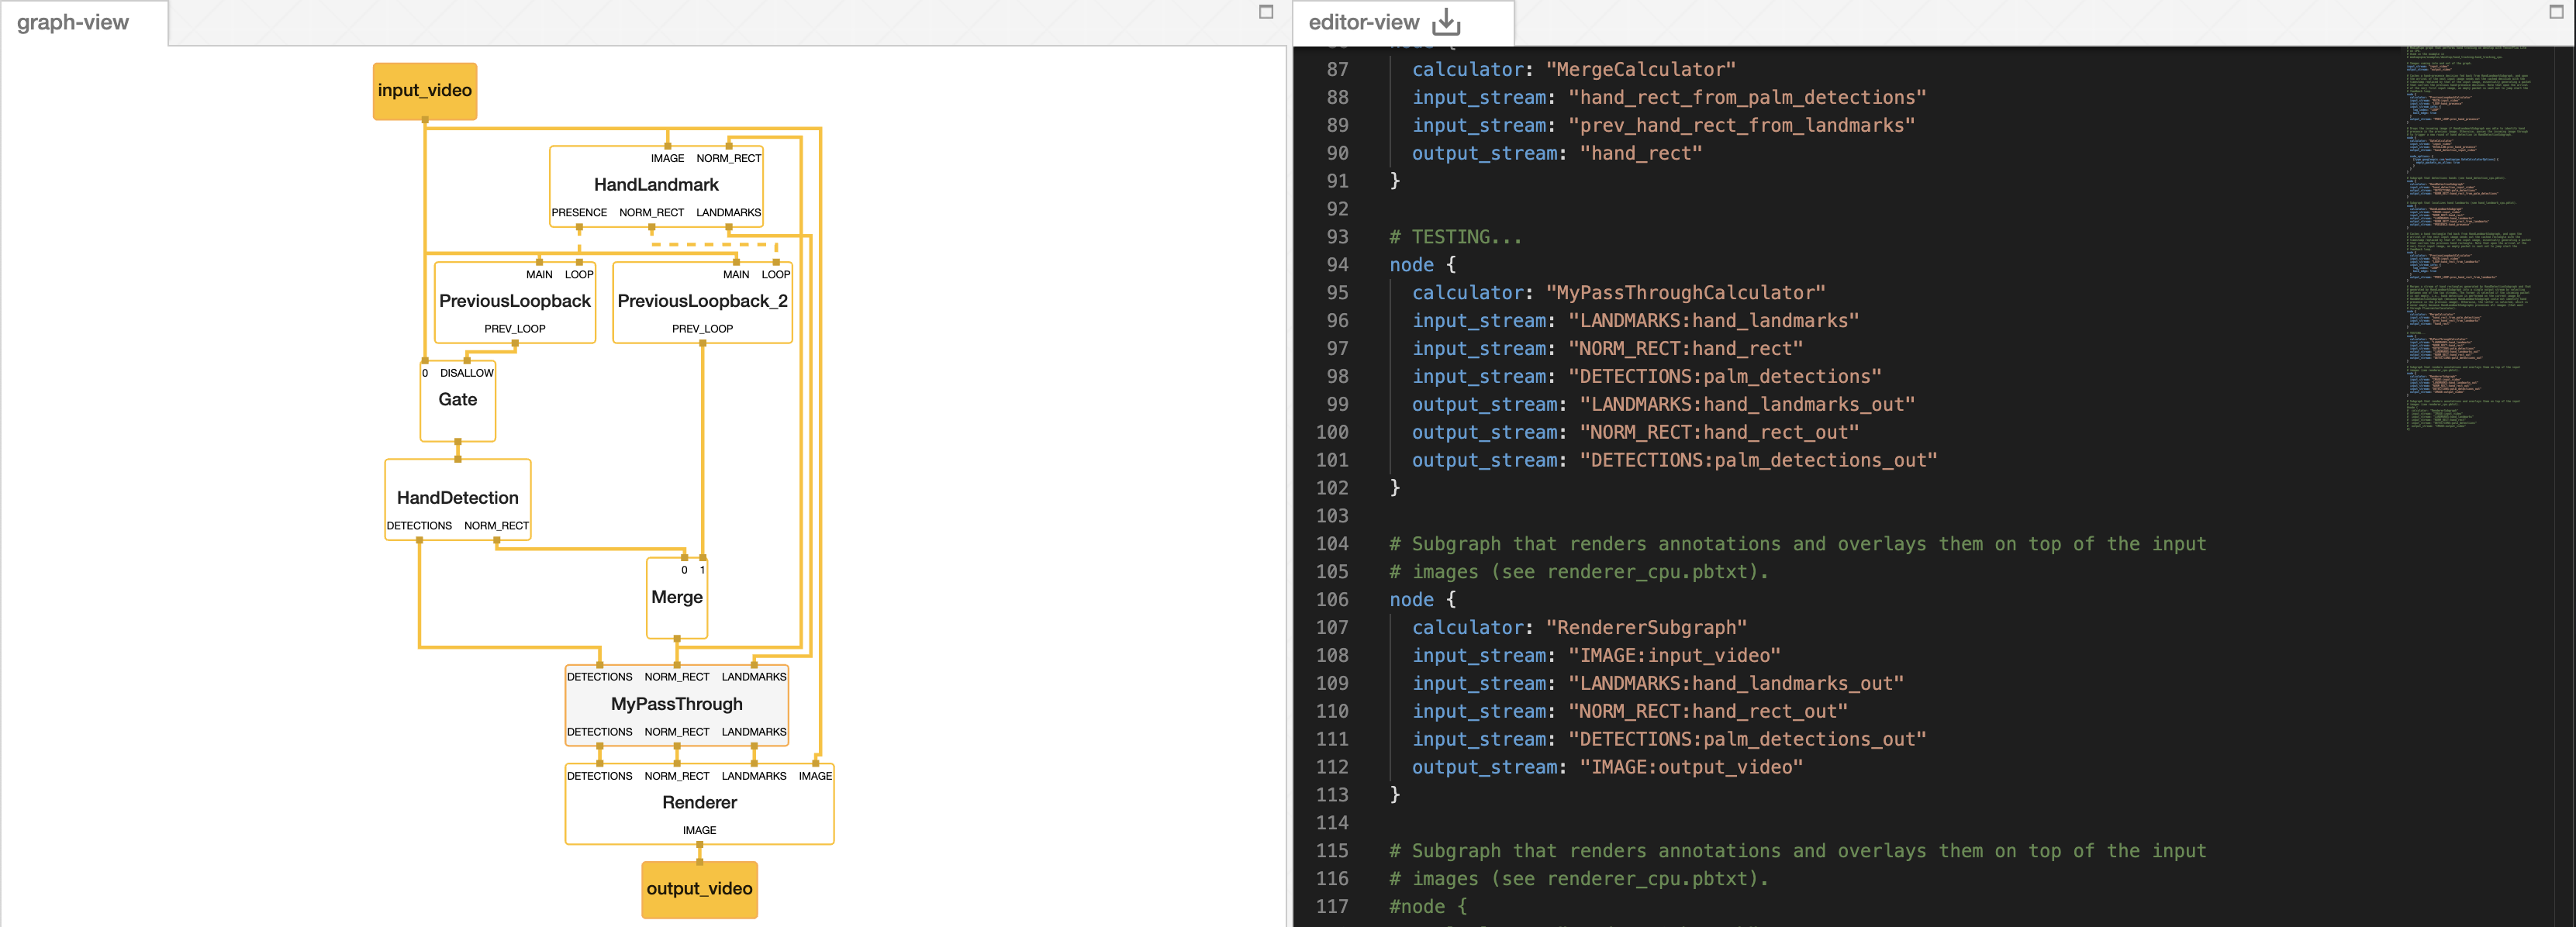 graph-view
input_video
IMAGE NORM_RECT
HandLandmark
PRESENCE NORM_RECT LANDMARKS
MAIN LOOP
PreviousLoopback
PREV_LOOP
MAIN LOOP
PreviousLoopback_2
PREV_LOOP
0 DISALLOW
Gate
HandDetection
DETECTIONS NORM_RECT
0 1
Merge
DETECTIONS NORM_RECT LANDMARKS
MyPassThrough
DETECTIONS NORM_RECT LANDMARKS
DETECTIONS NORM_RECT LANDMARKS IMAGE
Renderer
IMAGE
output_video
editor-view
87 calculator: "MergeCalculator"
88 input_stream: "hand_rect_from_palm_detections"
89 input_stream: "prev_hand_rect_from_landmarks"
90 output_stream: "hand_rect"
91 }
92
93 # TESTING...
94 node {
95 calculator: "MyPassThroughCalculator"
96 input_stream: "LANDMARKS:hand_landmarks"
97 input_stream: "NORM_RECT:hand_rect"
98 input_stream: "DETECTIONS:palm_detections"
99 output_stream: "LANDMARKS:hand_landmarks_out"
100 output_stream: "NORM_RECT:hand_rect_out"
101 output_stream: "DETECTIONS:palm_detections_out"
102 }
103
104 # Subgraph that renders annotations and overlays them on top of the input
105 # images (see renderer_cpu.pbtxt).
106 node {
107 calculator: "RendererSubgraph"
108 input_stream: "IMAGE:input_video"
109 input_stream: "LANDMARKS:hand_landmarks_out"
110 input_stream: "NORM_RECT:hand_rect_out"
111 input_stream: "DETECTIONS:palm_detections_out"
112 output_stream: "IMAGE:output_video"
113 }
114
115 # Subgraph that renders annotations and overlays them on top of the input
116 # images (see renderer_cpu.pbtxt).
117 #node {